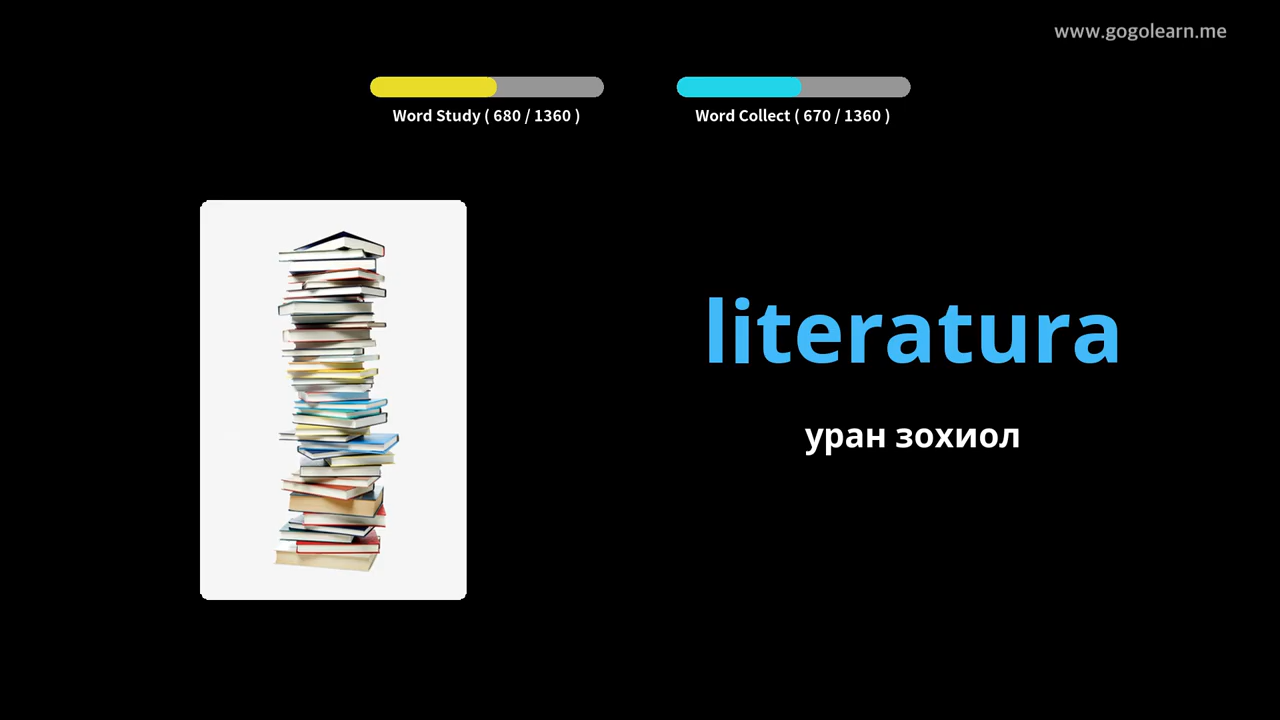 www.gogolearn.me
Word Study ( 680 / 1360 )
Word Collect ( 670 / 1360 )
literatura
уран зохиол